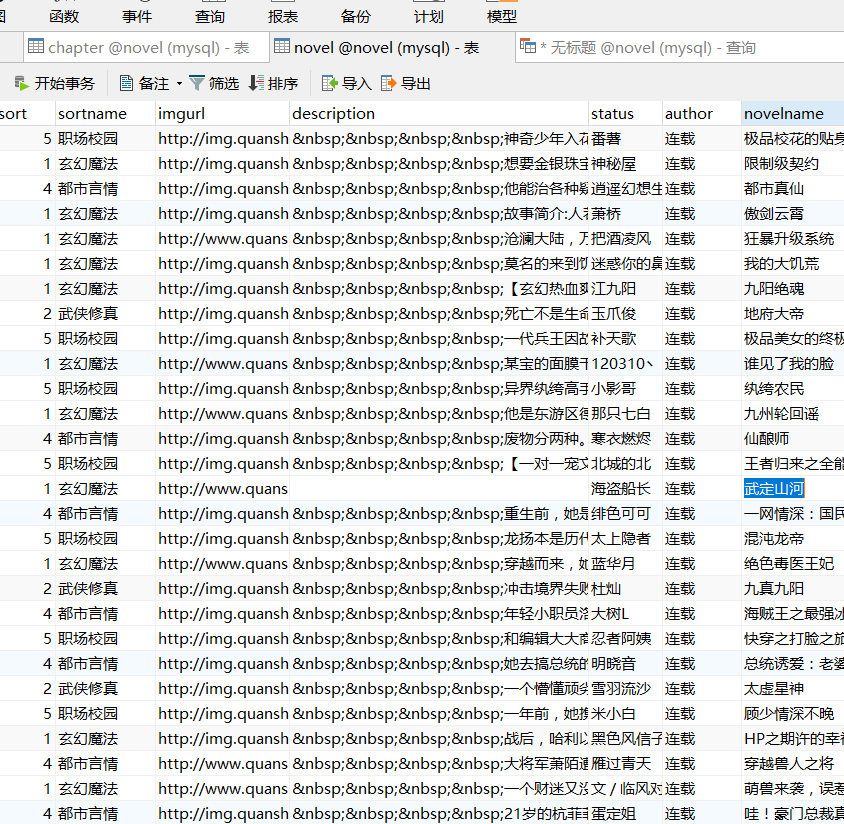 函数 事件 查询 报表 备份 计划 模型
chapter @novel (mysql) - 表 novel @novel (mysql) - 表 * 无标题 @novel (mysql) - 查询
开始事务 备注 筛选 排序 导入 导出
sort sortname imgurl description status author novelname
5 职场校园 http://img.quansh &nbsp;&nbsp;&nbsp;&nbsp;神奇少年入花 番薯 连载 极品校花的贴身
1 玄幻魔法 http://img.quansh &nbsp;&nbsp;&nbsp;&nbsp;想要金银珠宝 神秘屋 连载 限制级契约
4 都市言情 http://img.quansh &nbsp;&nbsp;&nbsp;&nbsp;他能治各种疑 逍遥幻想生 连载 都市真仙
1 玄幻魔法 http://img.quansh &nbsp;&nbsp;&nbsp;&nbsp;故事简介:人若 萧桥 连载 傲剑云霄
1 玄幻魔法 http://www.quans &nbsp;&nbsp;&nbsp;&nbsp;沧澜大陆，万 把酒凌风 连载 狂暴升级系统
1 玄幻魔法 http://img.quansh &nbsp;&nbsp;&nbsp;&nbsp;莫名的来到饥 迷惑你的鼻 连载 我的大饥荒
1 玄幻魔法 http://img.quansh &nbsp;&nbsp;&nbsp;&nbsp;【玄幻热血爽 江九阳 连载 九阳绝魂
2 武侠修真 http://img.quansh &nbsp;&nbsp;&nbsp;&nbsp;死亡不是生命 玉爪俊 连载 地府大帝
5 职场校园 http://img.quansh &nbsp;&nbsp;&nbsp;&nbsp;一代兵王因故 补天歌 连载 极品美女的终极
1 玄幻魔法 http://www.quans &nbsp;&nbsp;&nbsp;&nbsp;某宝的面膜干 120310丶 连载 谁见了我的脸
5 职场校园 http://img.quansh &nbsp;&nbsp;&nbsp;&nbsp;异界纨绔高手 小影哥 连载 纨绔农民
1 玄幻魔法 http://www.quans &nbsp;&nbsp;&nbsp;&nbsp;他是东游区德 那只七白 连载 九州轮回谣
4 都市言情 http://img.quansh &nbsp;&nbsp;&nbsp;&nbsp;废物分两种。 寒衣燃烬 连载 仙酿师
5 职场校园 http://img.quansh &nbsp;&nbsp;&nbsp;&nbsp;【一对一宠文 北城的北 连载 王者归来之全能
1 玄幻魔法 http://www.quans 海盗船长 连载 武定山河
4 都市言情 http://img.quansh &nbsp;&nbsp;&nbsp;&nbsp;重生前，她是 绯色可可 连载 一网情深：国民
5 职场校园 http://img.quansh &nbsp;&nbsp;&nbsp;&nbsp;龙扬本是历代 太上隐者 连载 混沌龙帝
1 玄幻魔法 http://www.quans &nbsp;&nbsp;&nbsp;&nbsp;穿越而来，她 蓝华月 连载 绝色毒医王妃
2 武侠修真 http://img.quansh &nbsp;&nbsp;&nbsp;&nbsp;冲击境界失败 杜灿 连载 九真九阳
4 都市言情 http://img.quansh &nbsp;&nbsp;&nbsp;&nbsp;年轻小职员洛 大树L 连载 海贼王之最强冰
5 职场校园 http://img.quansh &nbsp;&nbsp;&nbsp;&nbsp;和编辑大大商 忍者阿姨 连载 快穿之打脸之旅
4 都市言情 http://img.quansh &nbsp;&nbsp;&nbsp;&nbsp;她去搞总统的 明晓音 连载 总统诱爱：老婆
2 武侠修真 http://img.quansh &nbsp;&nbsp;&nbsp;&nbsp;一个懵懂顽劣 雪羽流沙 连载 太虚星神
5 职场校园 http://img.quansh &nbsp;&nbsp;&nbsp;&nbsp;一年前，她携 米小白 连载 顾少情深不晚
1 玄幻魔法 http://img.quansh &nbsp;&nbsp;&nbsp;&nbsp;战后，哈利以 黑色风信子 连载 HP之期许的幸福
4 都市言情 http://www.quans &nbsp;&nbsp;&nbsp;&nbsp;大将军萧陌遭 雁过青天 连载 穿越兽人之将
1 玄幻魔法 http://www.quans &nbsp;&nbsp;&nbsp;&nbsp;一个财迷又没 文 / 临风对 连载 萌兽来袭，误惹
4 都市言情 http://img.quansh &nbsp;&nbsp;&nbsp;&nbsp;21岁的杭菲菲 蛋定姐 连载 哇！豪门总裁真